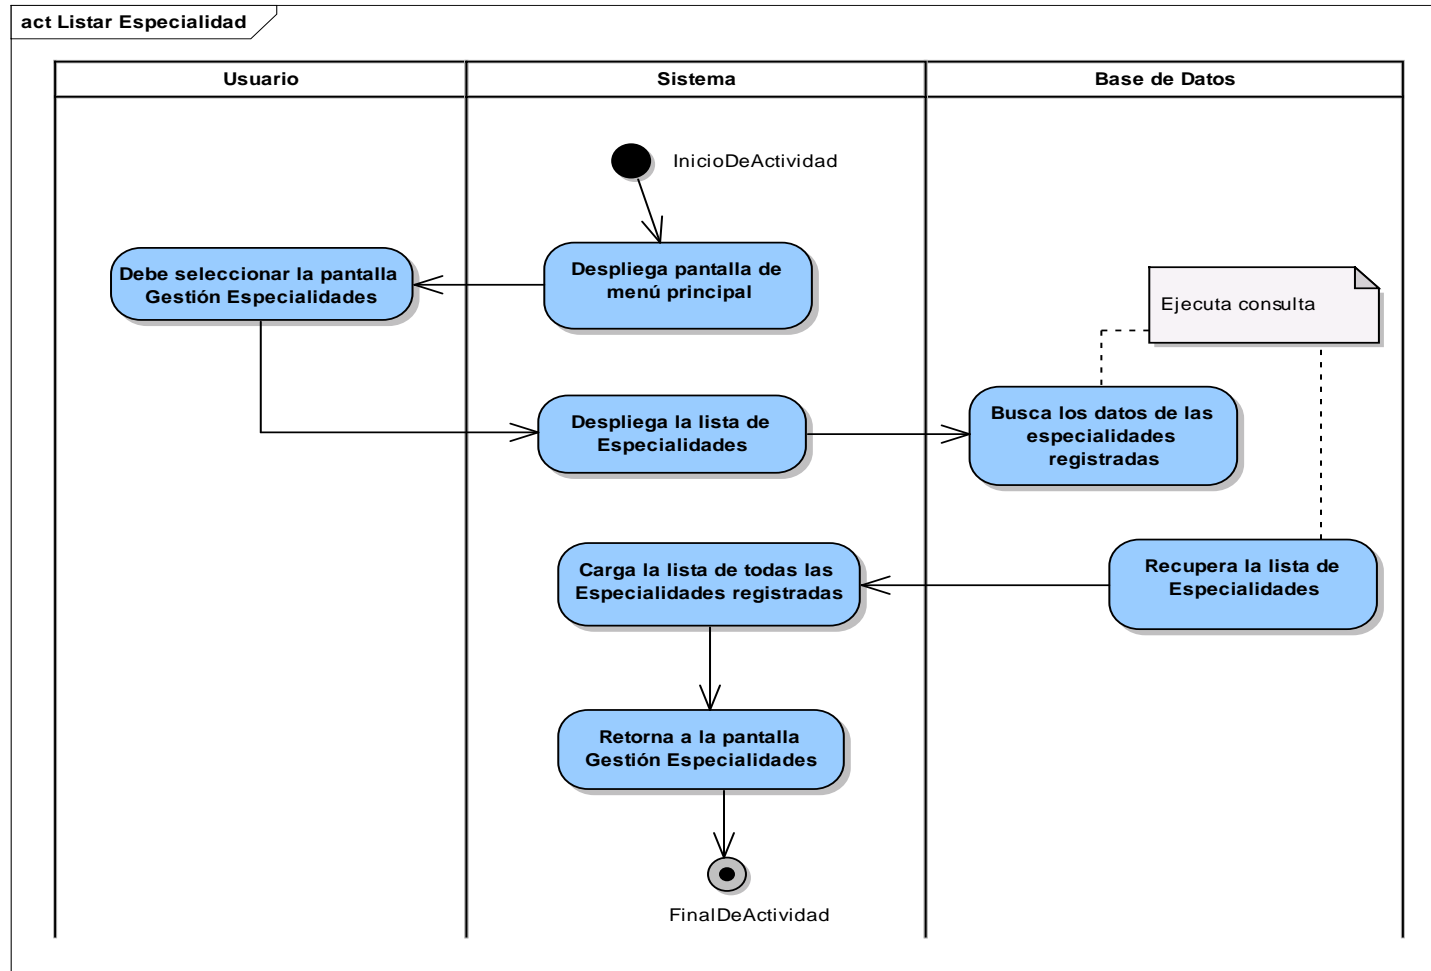 act Listar Especialidad
Usuario
Sistema
Base de Datos
InicioDeActividad
Despliega pantalla de
menú principal
Debe seleccionar la pantalla
Gestión Especialidades
Ejecuta consulta
Despliega la lista de
Especialidades
Busca los datos de las
especialidades
registradas
Recupera la lista de
Especialidades
Carga la lista de todas las
Especialidades registradas
Retorna a la pantalla
Gestión Especialidades
FinalDeActividad